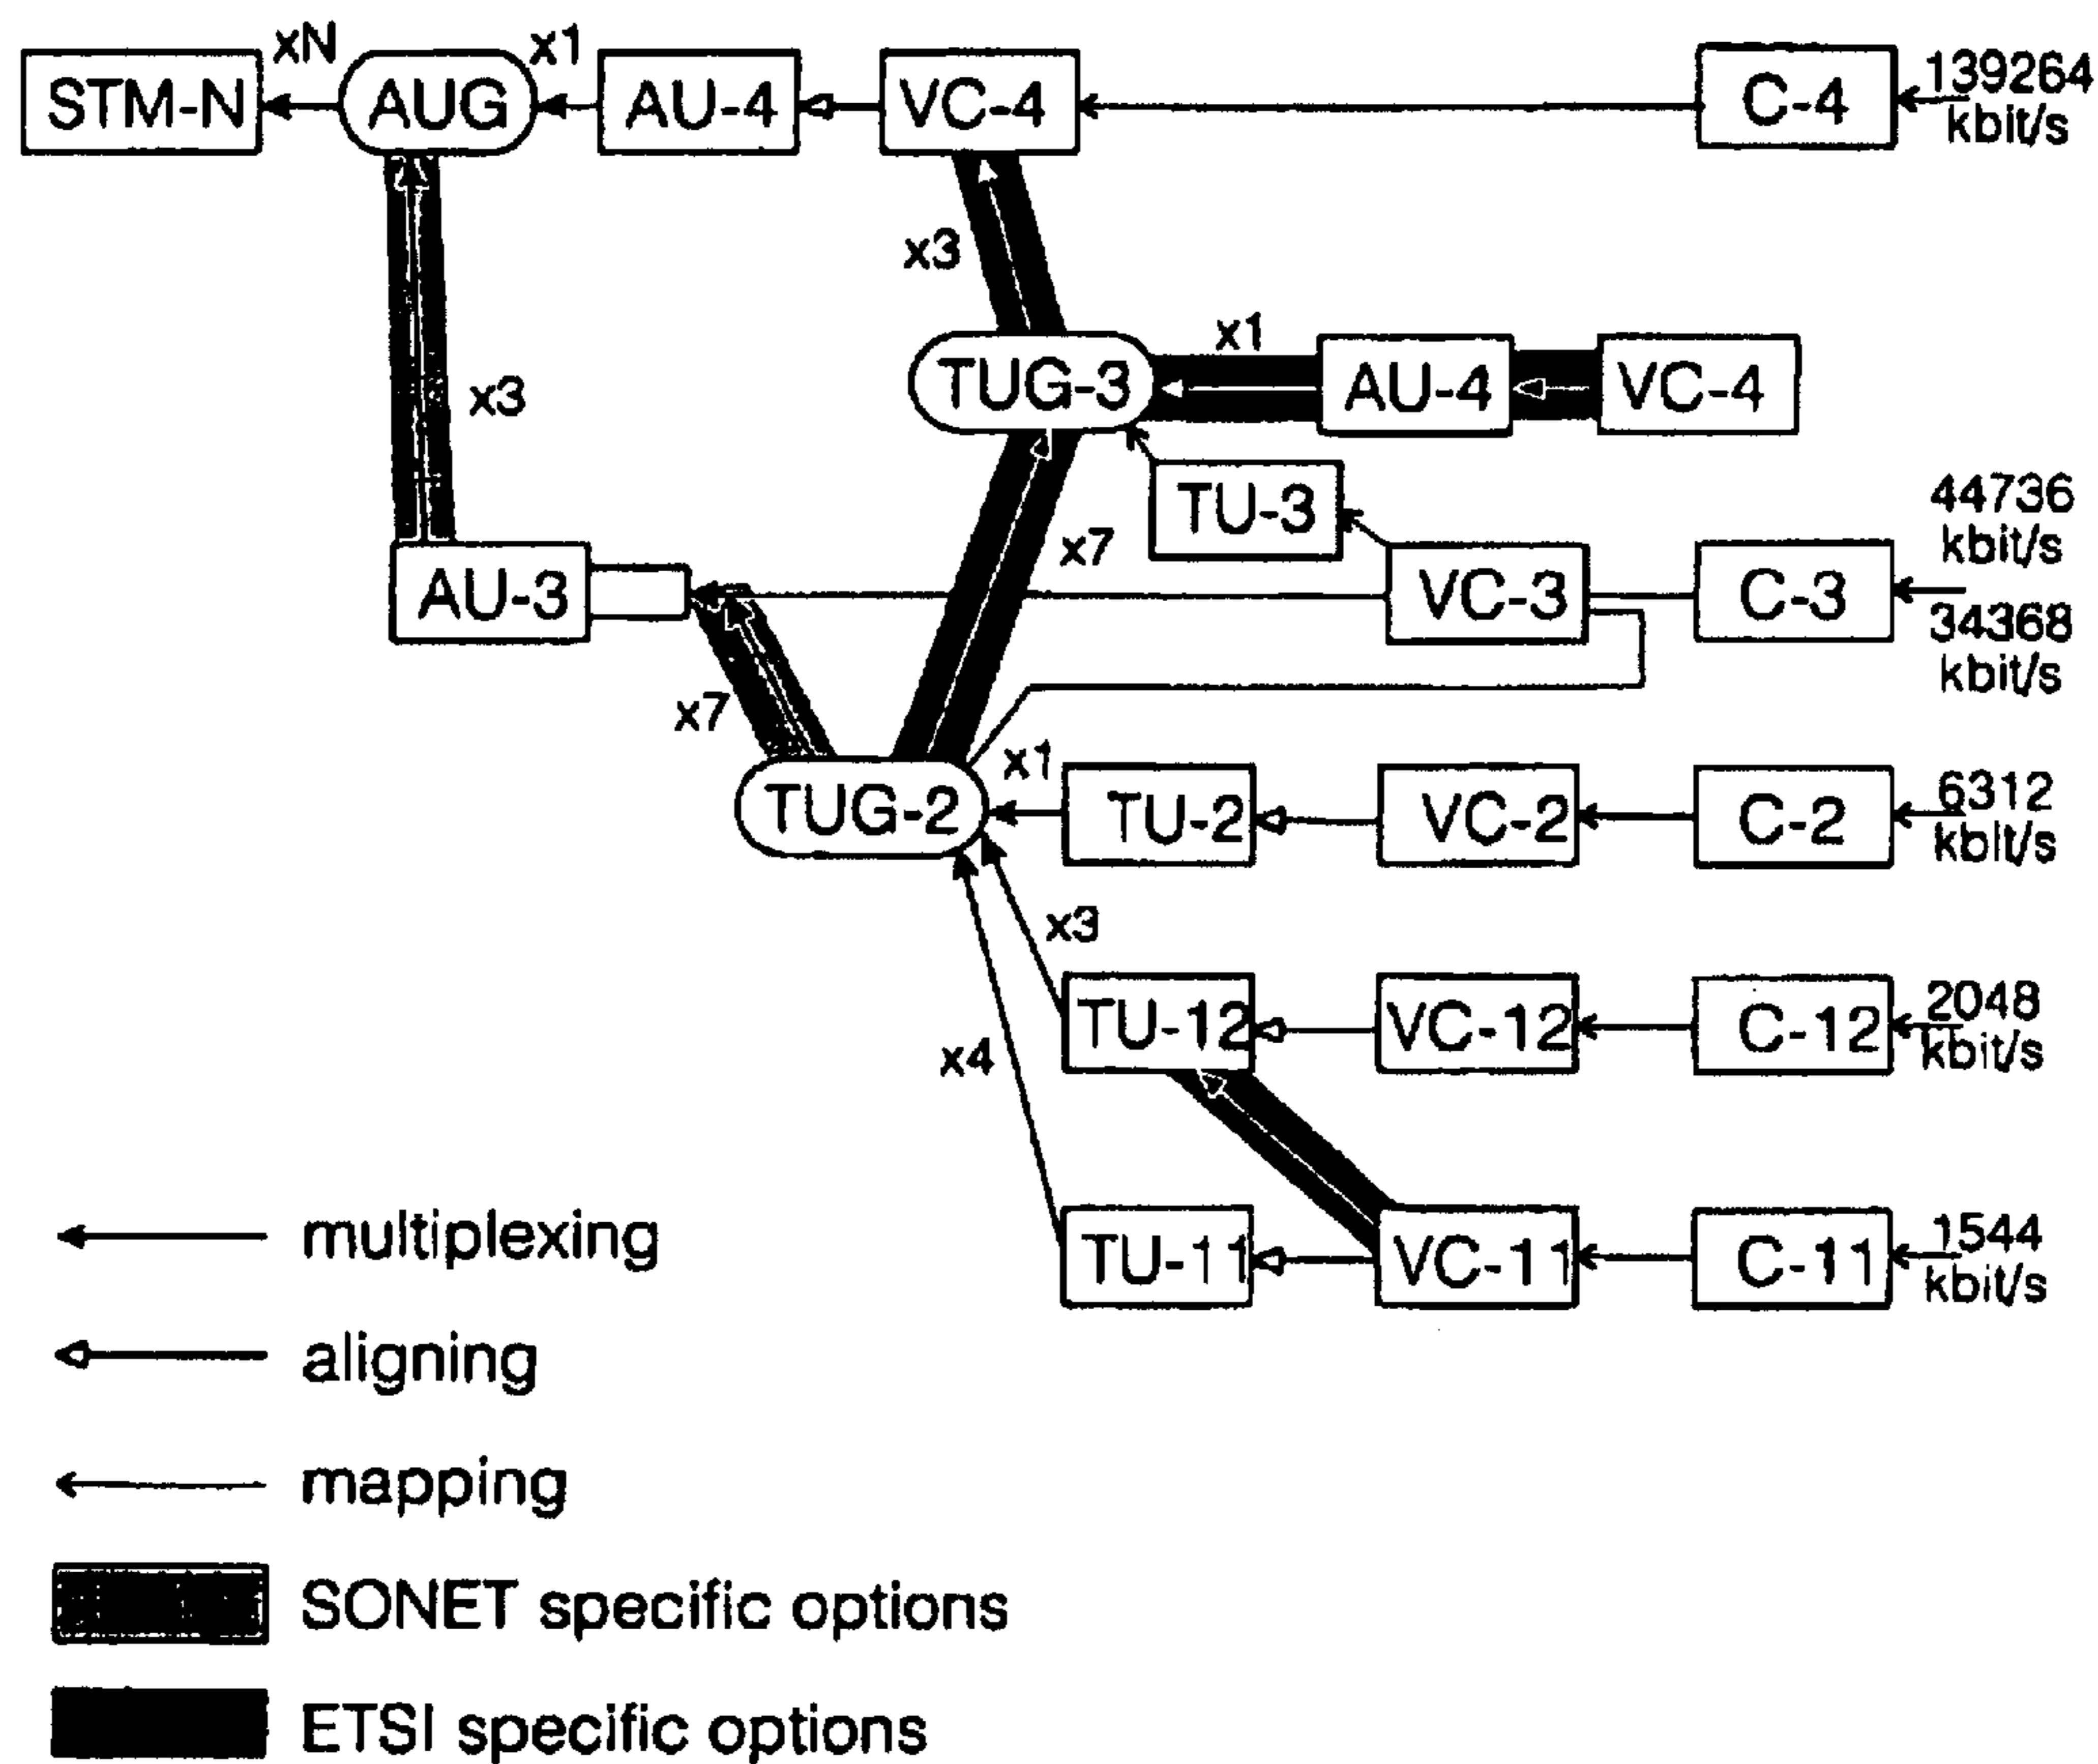 xN
x1
STM-N
AUG
AU-4
VC-4
C-4
139264
kbit/s
x3
x1
TUG-3
AU-4
VC-4
x3
TU-3
44736
kbit/s
x7
AU-3
VC-3
C-3
34368
kbit/s
x7
x1
TUG-2
TU-2
VC-2
C-2
6312
kbit/s
x3
TU-12
VC-12
C-12
2048
kbit/s
x4
TU-11
VC-11
C-11
1544
kbit/s
multiplexing
aligning
mapping
SONET specific options
ETSI specific options